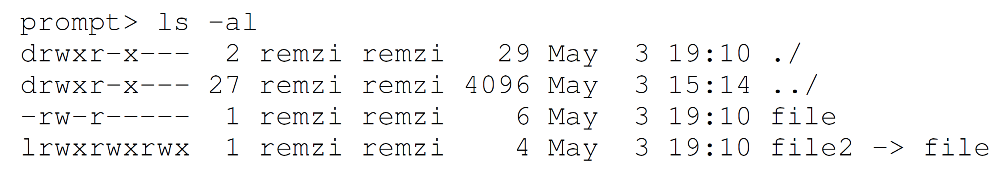 prompt> ls -al
drwxr-x---  2 remzi remzi   29 May  3 19:10 ./
drwxr-x--- 27 remzi remzi 4096 May  3 15:14 ../
-rw-r-----  1 remzi remzi    6 May  3 19:10 file
lrwxrwxrwx  1 remzi remzi    4 May  3 19:10 file2 -> file